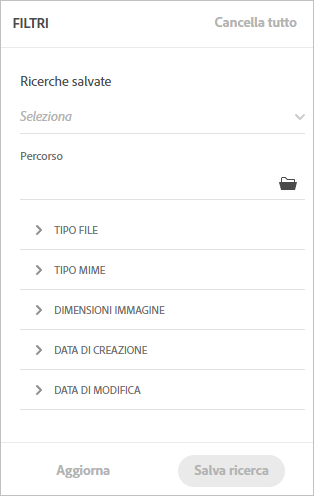 FILTRI
Cancella tutto
Ricerche salvate
Seleziona
Percorso
TIPO FILE
TIPO MIME
DIMENSIONI IMMAGINE
DATA DI CREAZIONE
DATA DI MODIFICA
Aggiorna
Salva ricerca